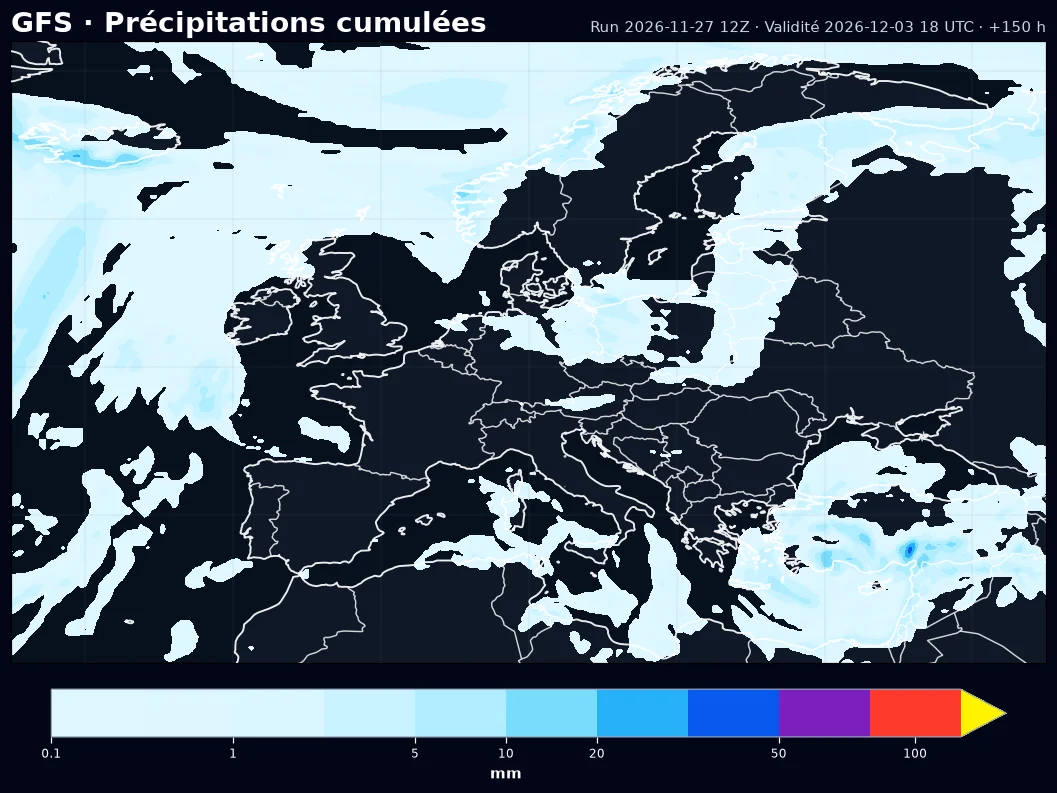 GFS · Précipitations cumulées
Run 2026-11-27 12Z · Validité 2026-12-03 18 UTC · +150 h
0.1 1 5 10 20 50 100
mm